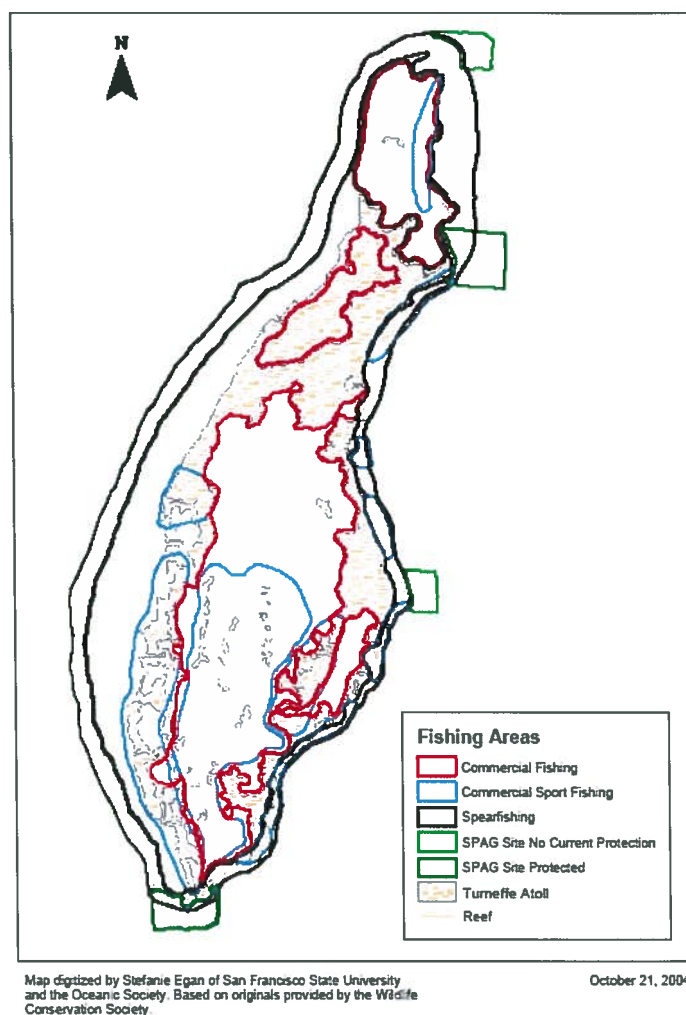 N
Fishing Areas
Commercial Fishing
Commercial Sport Fishing
Spearfishing
SPAG Site No Current Protection
SPAG Site Protected
Turneffe Atoll
Reef
Map digitized by Stefanie Egan of San Francisco State University
and the Oceanic Society. Based on originals provided by the Wildlife
Conservation Society.
October 21, 2004